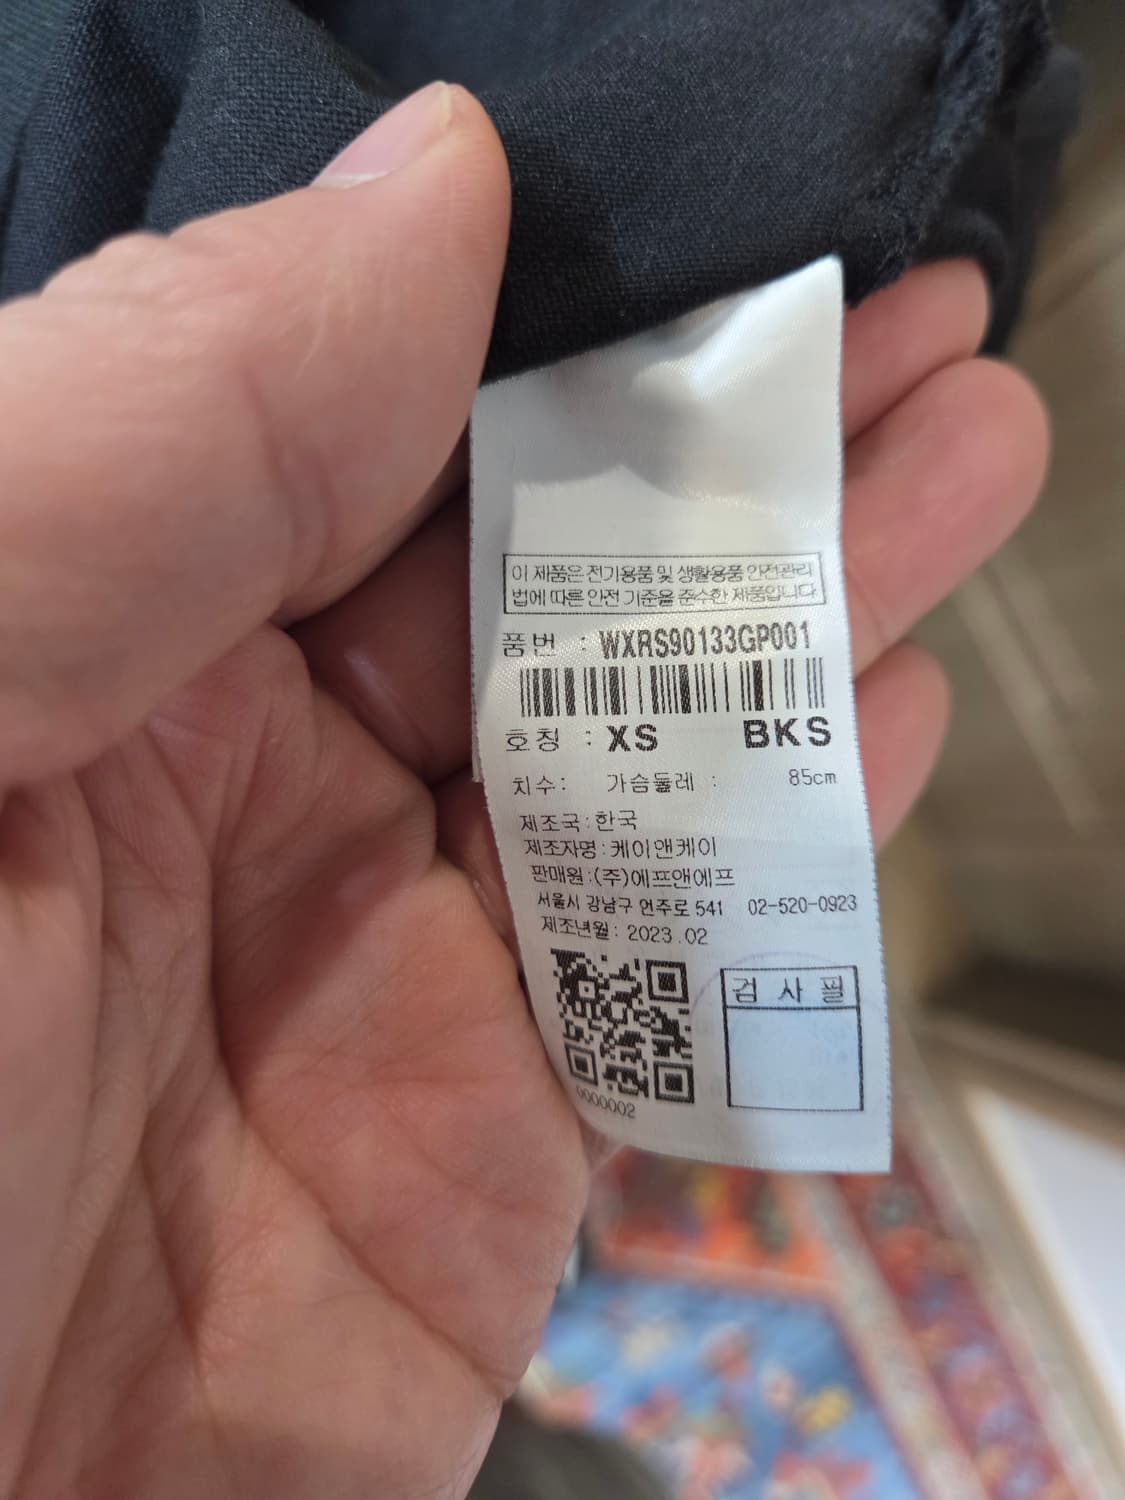 이 제품은 전기용품 및 생활용품 안전관리
법에 따른 안전 기준을 준수한 제품입니다.
품번 : WXRS90133GP001
호칭 : XS BKS
치수: 가슴둘레 : 85cm
제조국:한국
제조자명:케이앤케이
판매원:(주)에프앤에프
서울시 강남구 언주로 541 02-520-0923
제조년월: 2023.02
검 사 필
0000002